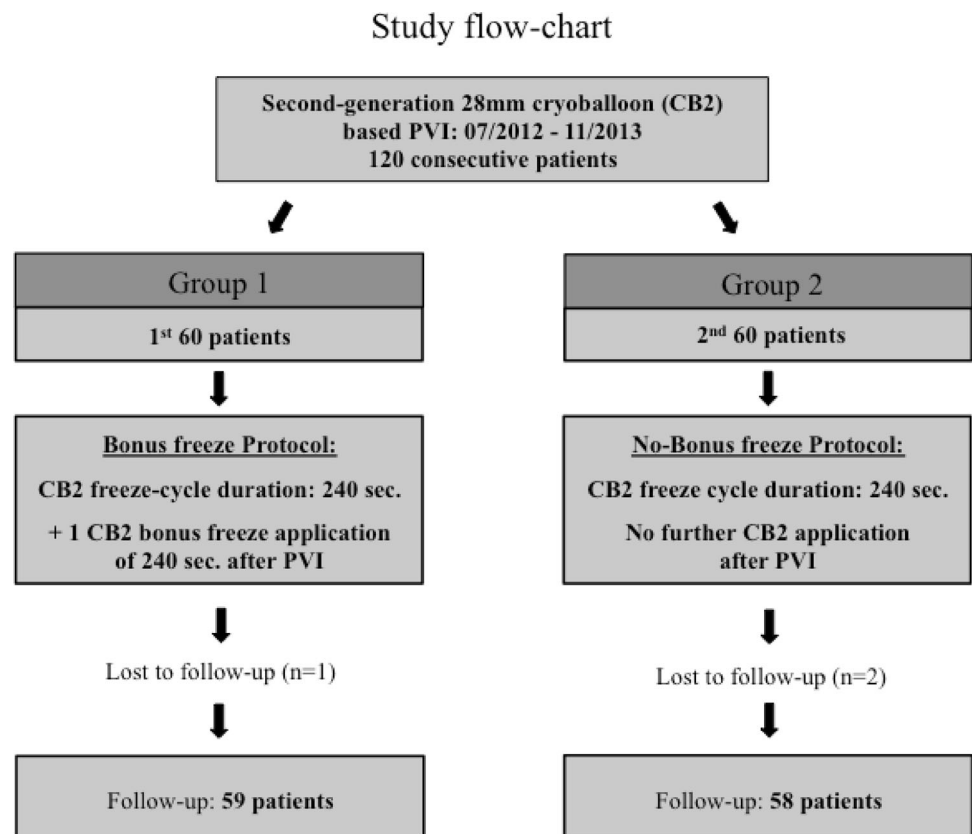 Study flow-chart
Second-generation 28mm cryoballoon (CB2)
based PVI: 07/2012 - 11/2013
120 consecutive patients
Group 1
1st 60 patients
Bonus freeze Protocol:
CB2 freeze-cycle duration: 240 sec.
+ 1 CB2 bonus freeze application
of 240 sec. after PVI
Lost to follow-up (n=1)
Follow-up: 59 patients
Group 2
2nd 60 patients
No-Bonus freeze Protocol:
CB2 freeze cycle duration: 240 sec.
No further CB2 application
after PVI
Lost to follow-up (n=2)
Follow-up: 58 patients